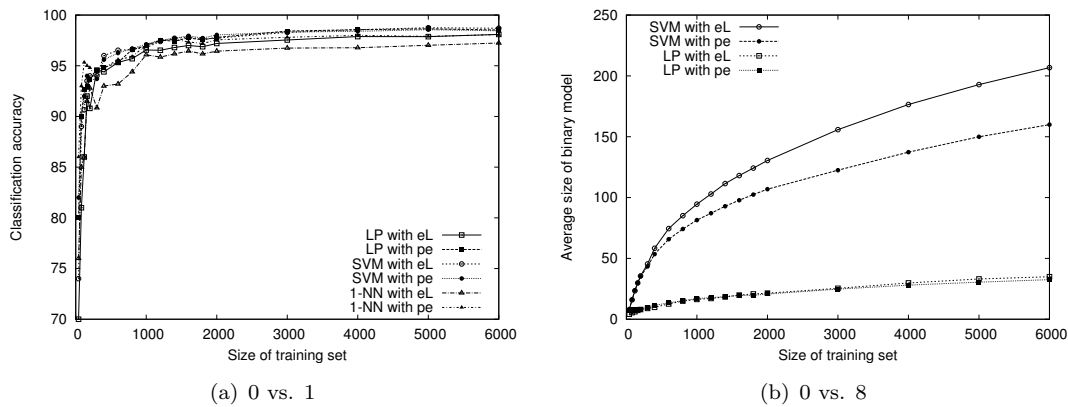 100
95
90
85
80
75
70
Classification accuracy
LP with eL
LP with pe
SVM with eL
SVM with pe
1-NN with eL
1-NN with pe
0 1000 2000 3000 4000 5000 6000
Size of training set
(a) 0 vs. 1
250
200
150
100
50
0
Average size of binary model
SVM with eL
SVM with pe
LP with eL
LP with pe
0 1000 2000 3000 4000 5000 6000
Size of training set
(b) 0 vs. 8